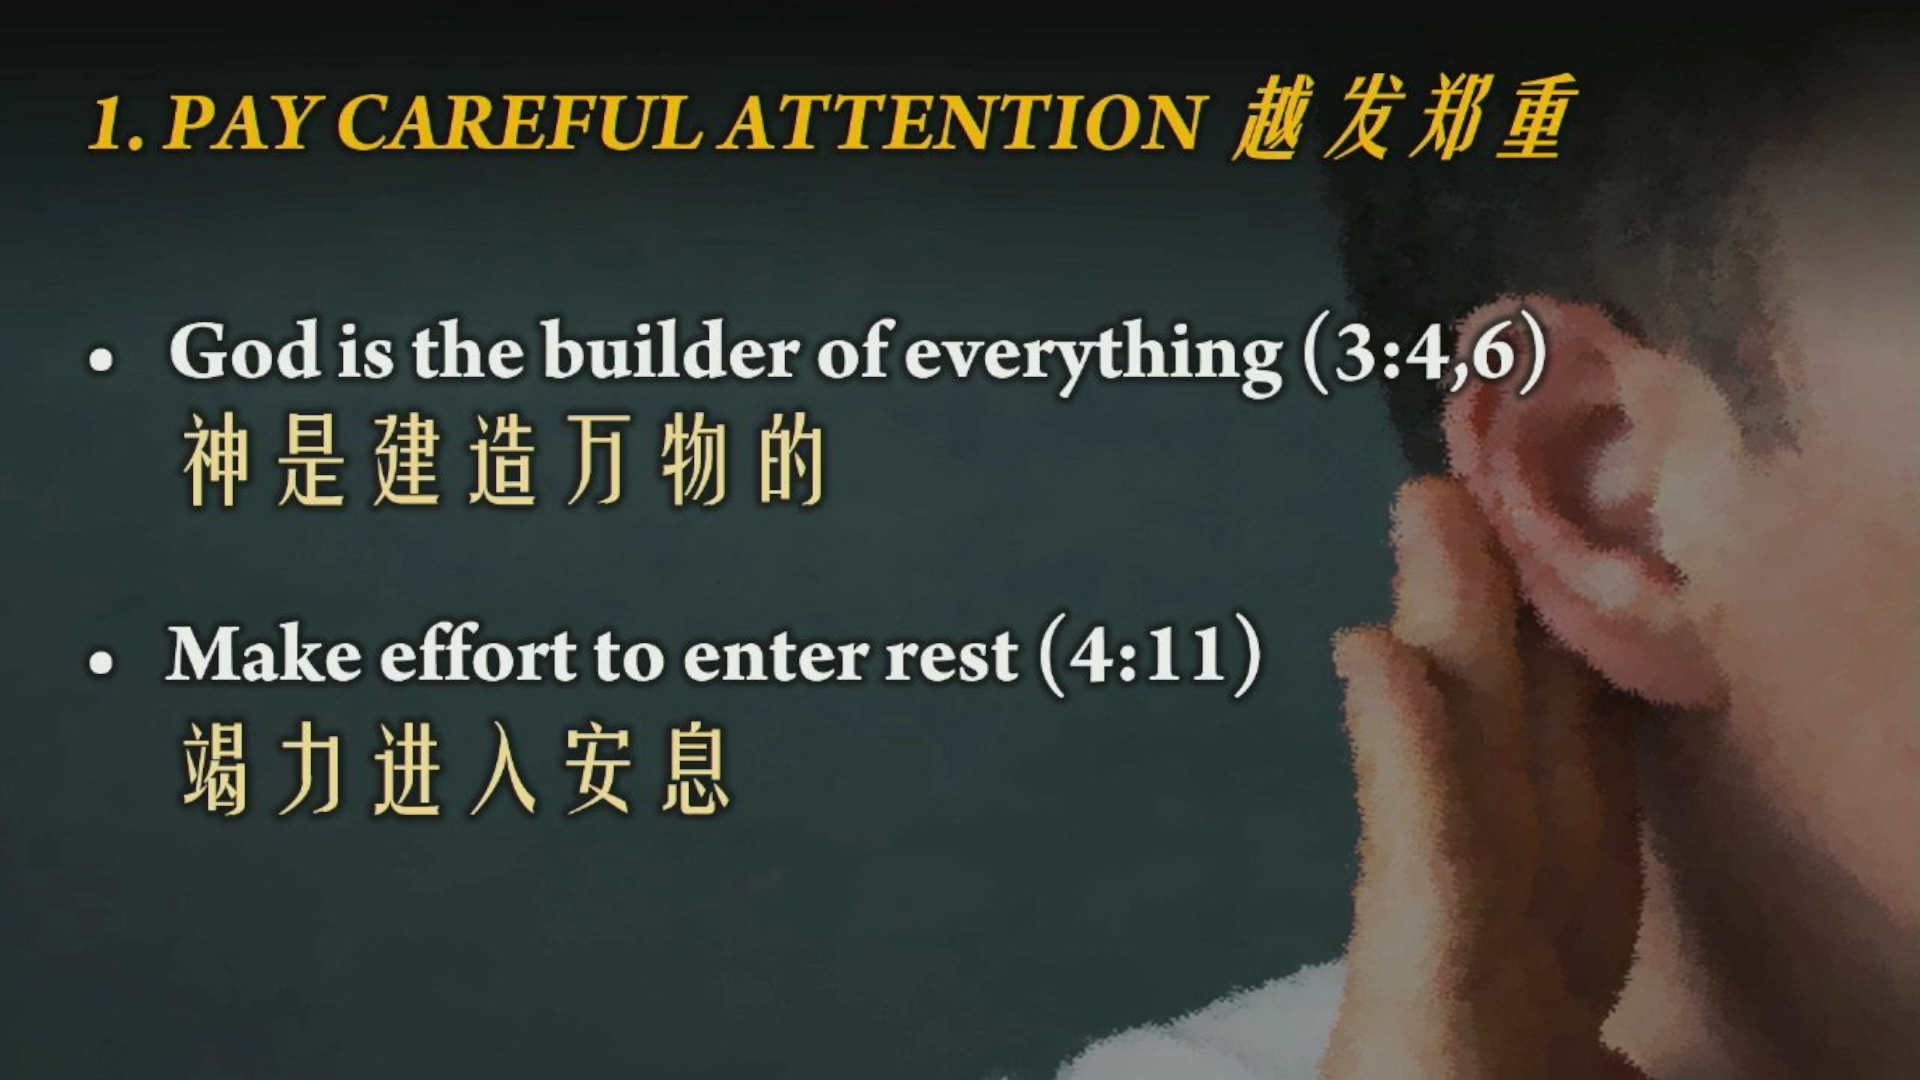 1. PAY CAREFUL ATTENTION 越发郑重
• God is the builder of everything (3:4,6)
神是建造万物的
• Make effort to enter rest (4:11)
竭力进入安息